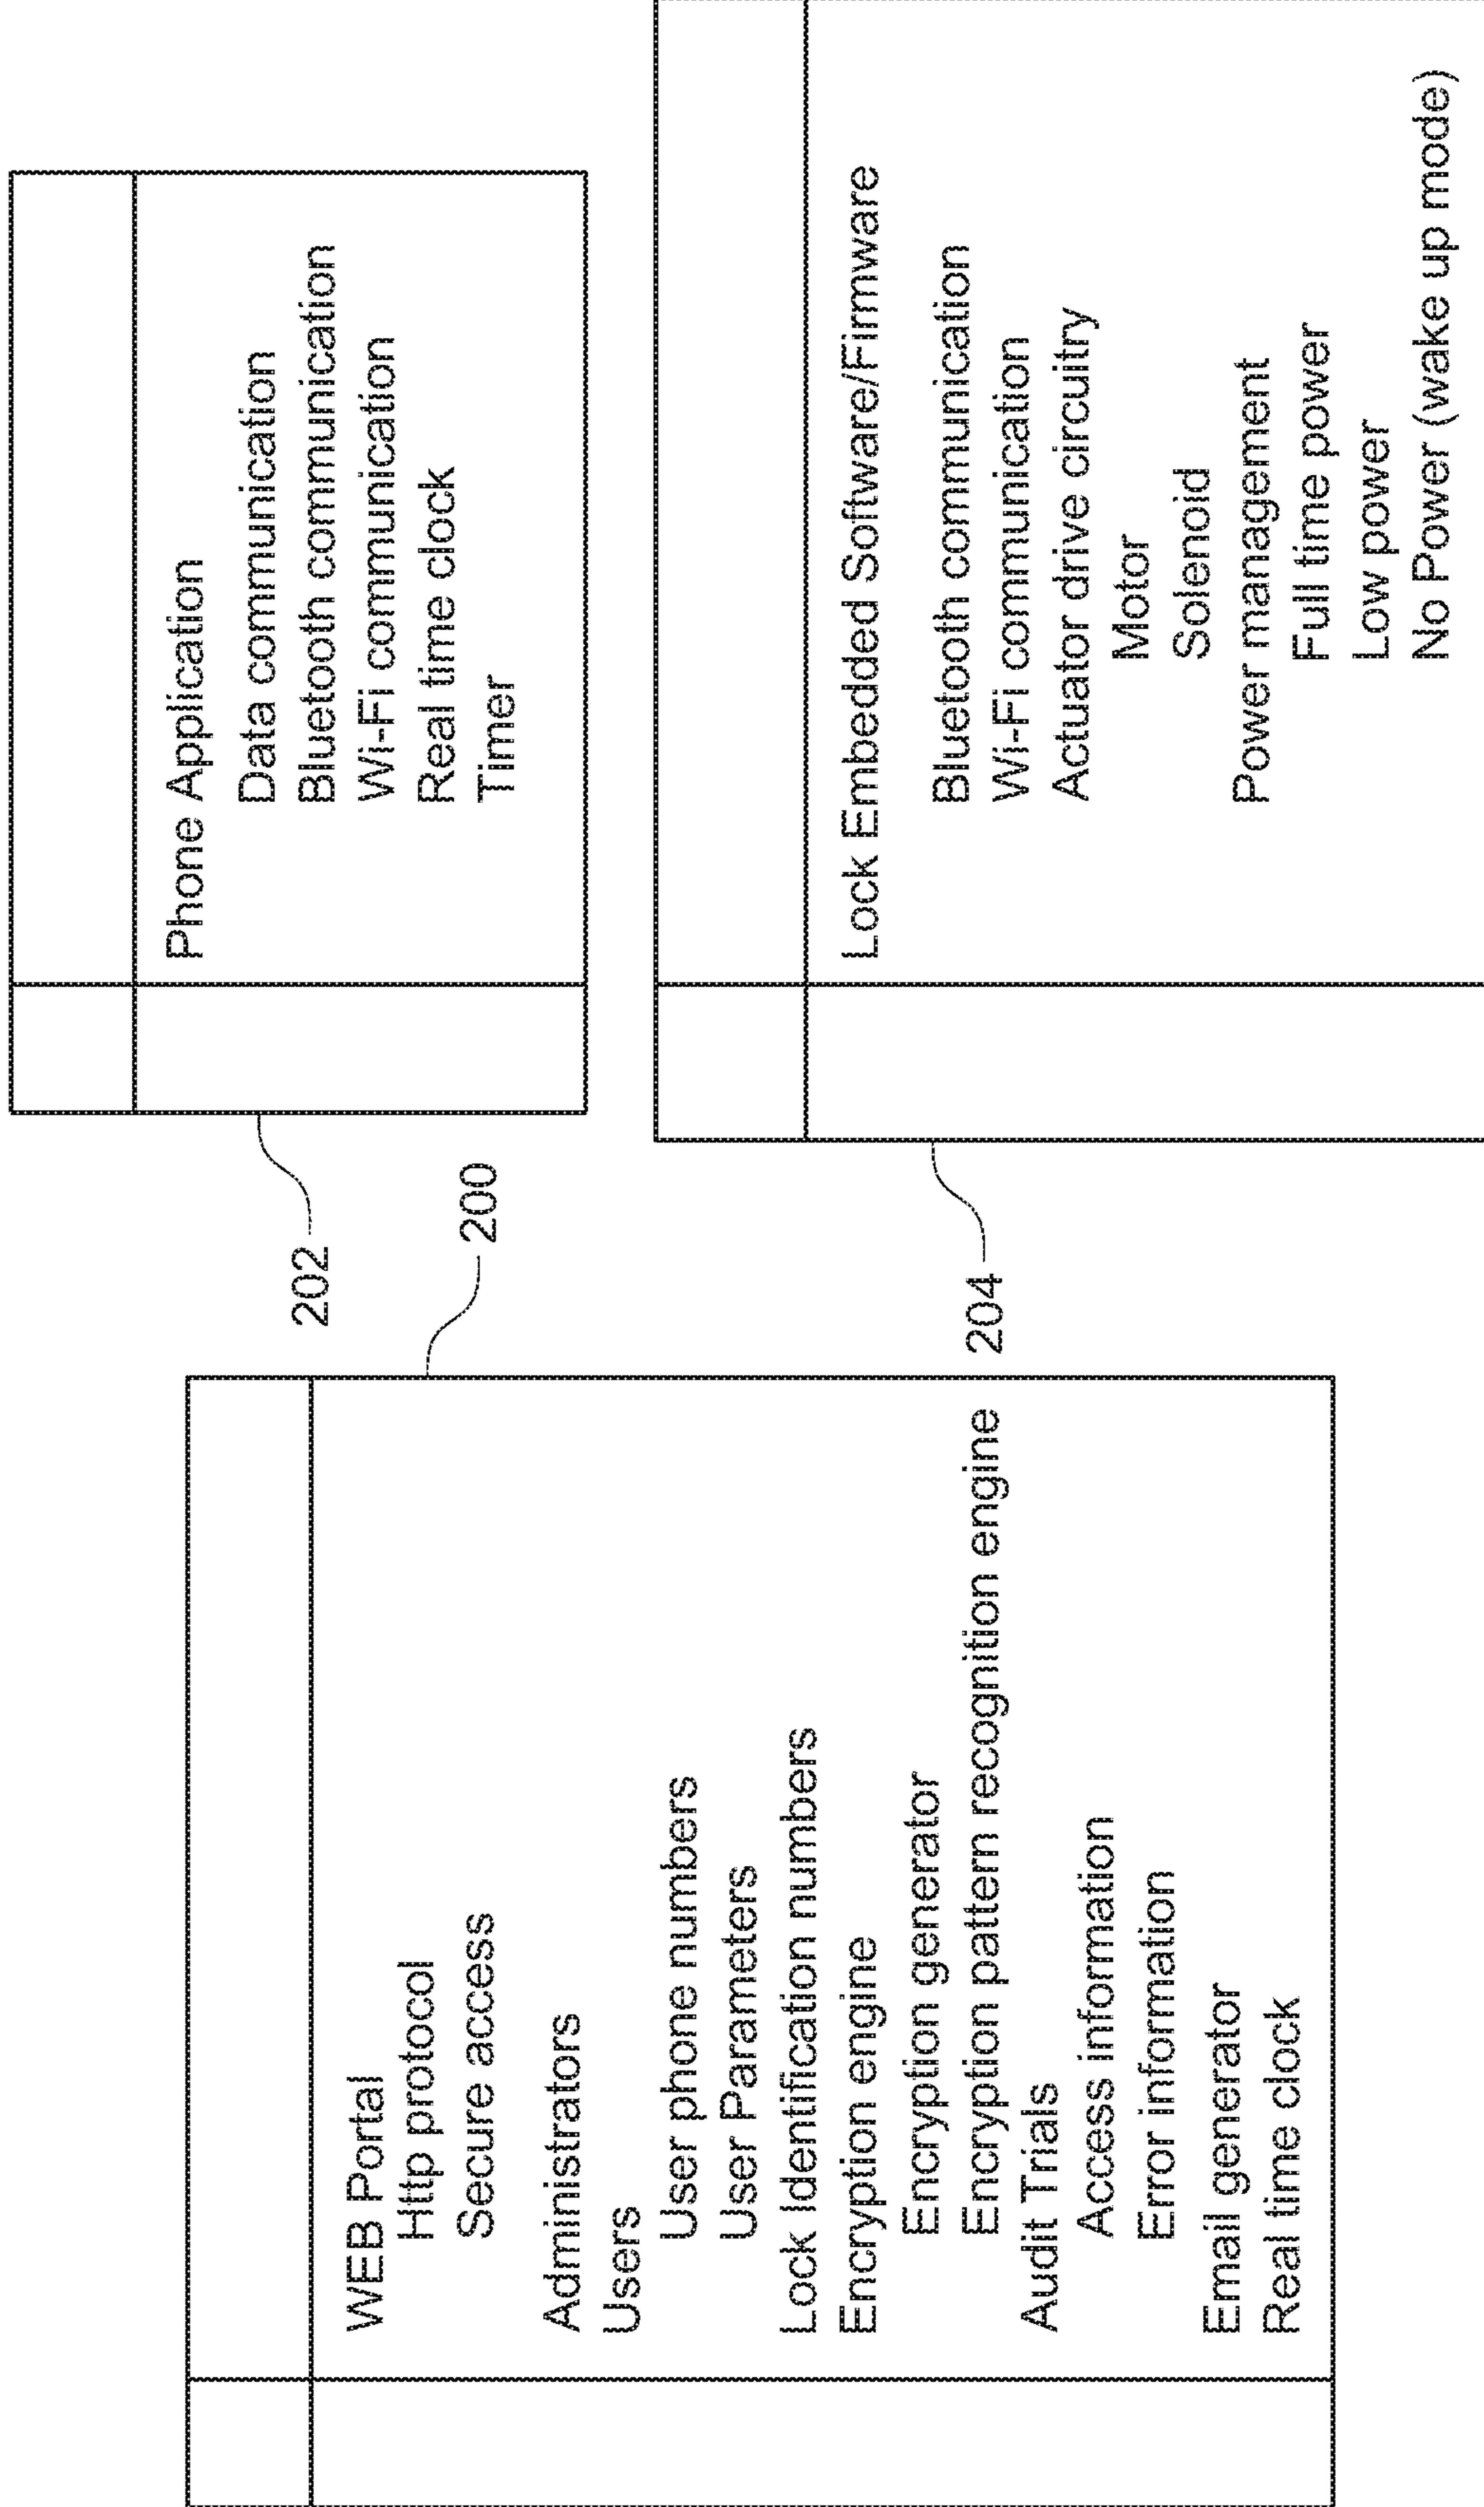 WEB Portal
Http protocol
Secure access
Administrators
Users
User phone numbers
User Parameters
Lock Identification numbers
Encryption engine
Encryption generator
Encryption pattern recognition engine
Audit Trials
Access information
Error information
Email generator
Real time clock
200
202
Phone Application
Data communication
Bluetooth communication
Wi-Fi communication
Real time clock
Timer
204
Lock Embedded Software/Firmware
Bluetooth communication
Wi-Fi communication
Actuator drive circuitry
Motor
Solenoid
Power management
Full time power
Low power
No Power (wake up mode)